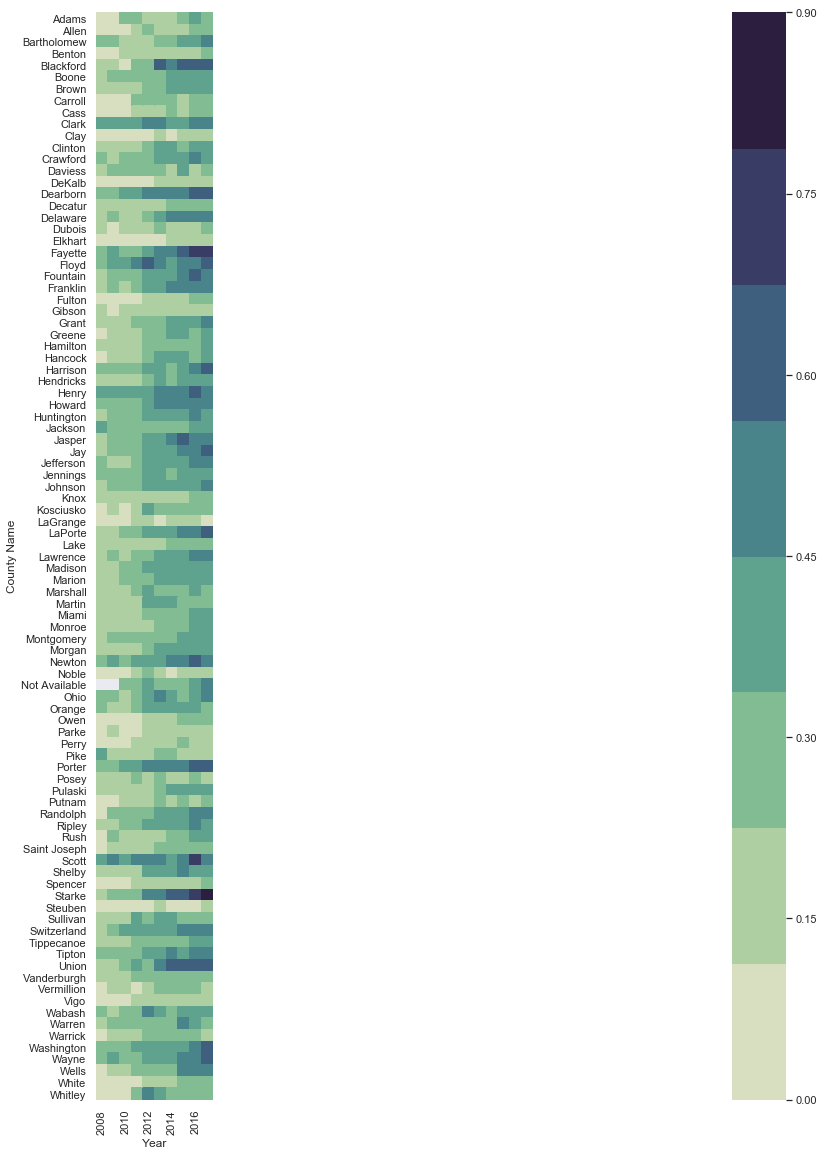 County Name
Adams
Allen
Bartholomew
Benton
Blackford
Boone
Brown
Carroll
Cass
Clark
Clay
Clinton
Crawford
Daviess
DeKalb
Dearborn
Decatur
Delaware
Dubois
Elkhart
Fayette
Floyd
Fountain
Franklin
Fulton
Gibson
Grant
Greene
Hamilton
Hancock
Harrison
Hendricks
Henry
Howard
Huntington
Jackson
Jasper
Jay
Jefferson
Jennings
Johnson
Knox
Kosciusko
LaGrange
LaPorte
Lake
Lawrence
Madison
Marion
Marshall
Martin
Miami
Monroe
Montgomery
Morgan
Newton
Noble
Not Available
Ohio
Orange
Owen
Parke
Perry
Pike
Porter
Posey
Pulaski
Putnam
Randolph
Ripley
Rush
Saint Joseph
Scott
Shelby
Spencer
Starke
Steuben
Sullivan
Switzerland
Tippecanoe
Tipton
Union
Vanderburgh
Vermillion
Vigo
Wabash
Warren
Warrick
Washington
Wayne
Wells
White
Whitley
2008
2010
2012
2014
2016
Year
0.90
0.75
0.60
0.45
0.30
0.15
0.00